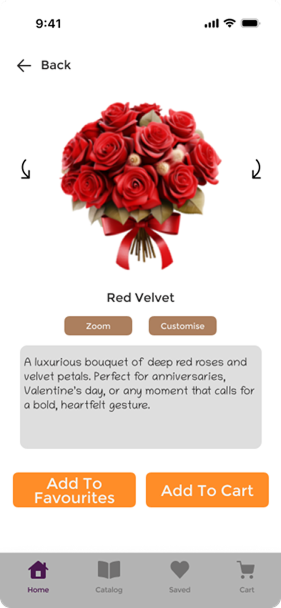 9:41
Back
Red Velvet
Zoom Customise
A luxurious bouquet of deep red roses and
velvet petals. Perfect for anniversaries,
Valentine's day, or any moment that calls for
a bold, heartfelt gesture.
Add To
Favourites
Add To Cart
Home Catalog Saved Cart